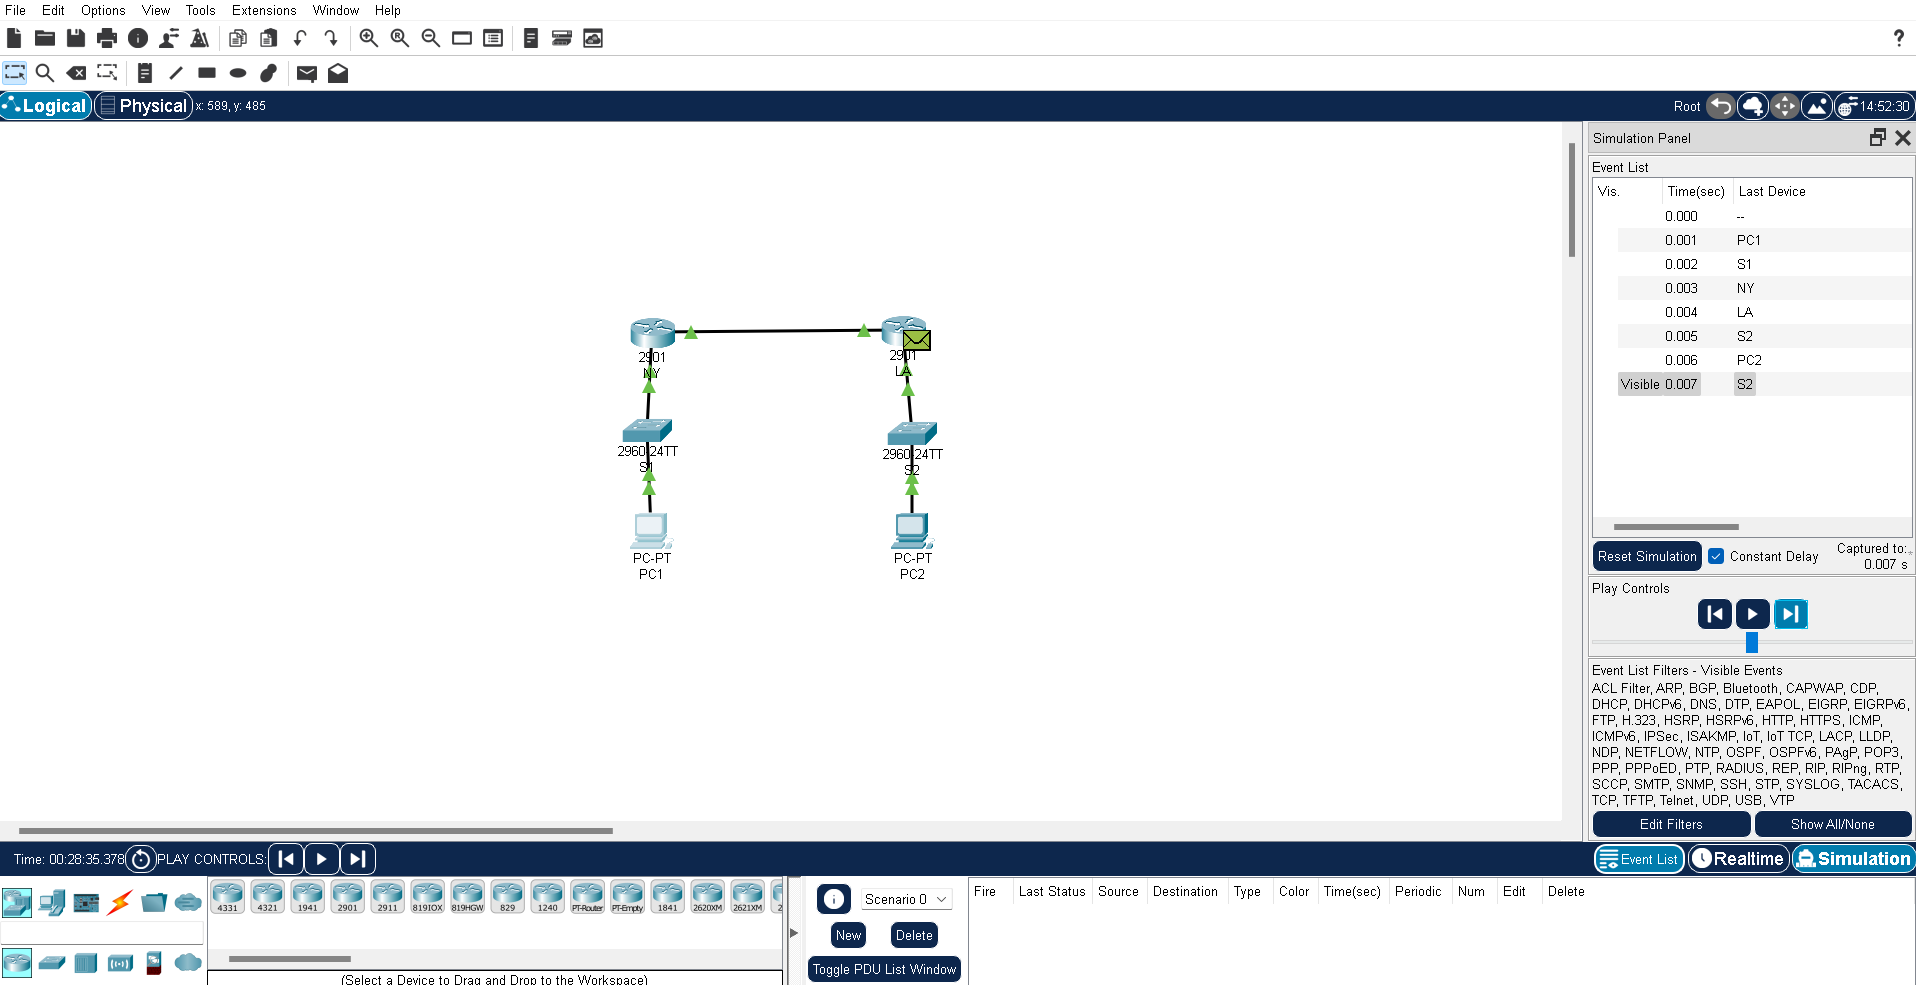 File Edit Options View Tools Extensions Window Help
?
Logical Physical x: 589, y: 485 Root 14:52:30
Simulation Panel
Event List
Vis. Time(sec) Last Device
0.000 --
0.001 PC1
0.002 S1
0.003 NY
0.004 LA
0.005 S2
0.006 PC2
Visible 0.007 S2
2901
NY
2901
LA
2960-24TT
S1
2960-24TT
S2
PC-PT
PC1
PC-PT
PC2
Reset Simulation Constant Delay Captured to:
0.007 s
Play Controls
Event List Filters - Visible Events
ACL Filter, ARP, BGP, Bluetooth, CAPWAP, CDP,
DHCP, DHCPv6, DNS, DTP, EAPOL, EIGRP, EIGRPv6,
FTP, H.323, HSRP, HSRPv6, HTTP, HTTPS, ICMP,
ICMPv6, IPSec, ISAKMP, IoT, IoT TCP, LACP, LLDP,
NDP, NETFLOW, NTP, OSPF, OSPFv6, PAgP, POP3,
PPP, PPPoED, PTP, RADIUS, REP, RIP, RIPng, RTP,
SCCP, SMTP, SNMP, SSH, STP, SYSLOG, TACACS,
TCP, TFTP, Telnet, UDP, USB, VTP
Edit Filters Show All/None
Time: 00:28:35.378 PLAY CONTROLS: Event List Realtime Simulation
4331 4321 1941 2901 2911 819IOX 819HGW 829 1240 PT-Router PT-Empty 1841 2620XM 2621XM
Scenario 0
New Delete
Toggle PDU List Window
Fire Last Status Source Destination Type Color Time(sec) Periodic Num Edit Delete
(Select a Device to Drag and Drop to the Workspace)